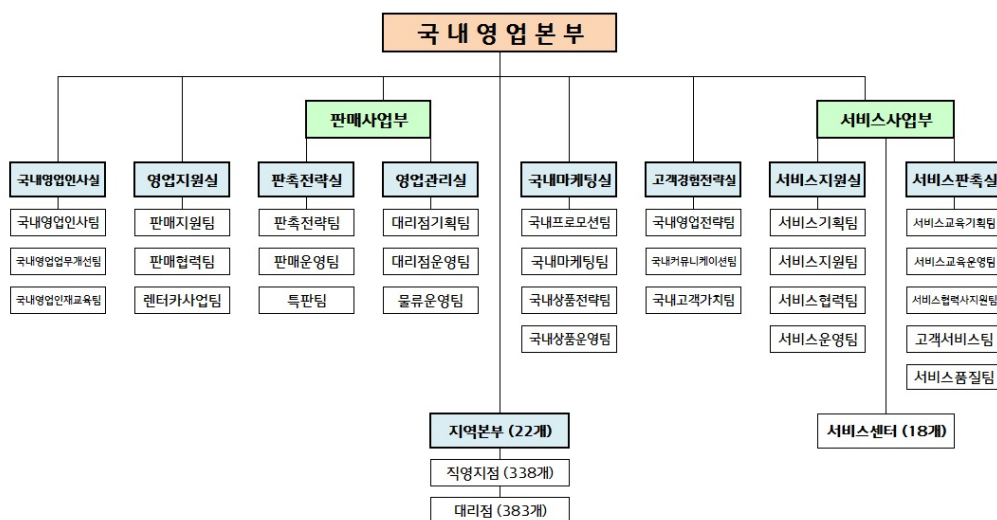 국내영업본부
판매사업부
서비스사업부
국내영업인사실
영업지원실
판촉전략실
영업관리실
국내마케팅실
고객경험전략실
서비스지원실
서비스판촉실
국내영업인사팀
판매지원팀
판촉전략팀
대리점기획팀
국내프로모션팀
국내영업전략팀
서비스기획팀
서비스교육기획팀
국내영업업무개선팀
판매협력팀
판매운영팀
대리점운영팀
국내마케팅팀
국내커뮤니케이션팀
서비스지원팀
서비스교육운영팀
국내영업인재교육팀
렌터카사업팀
특판팀
물류운영팀
국내상품전략팀
국내고객가치팀
서비스협력팀
서비스협력사지원팀
국내상품운영팀
서비스운영팀
고객서비스팀
서비스품질팀
지역본부 (22개)
서비스센터 (18개)
직영지점 (338개)
대리점 (383개)